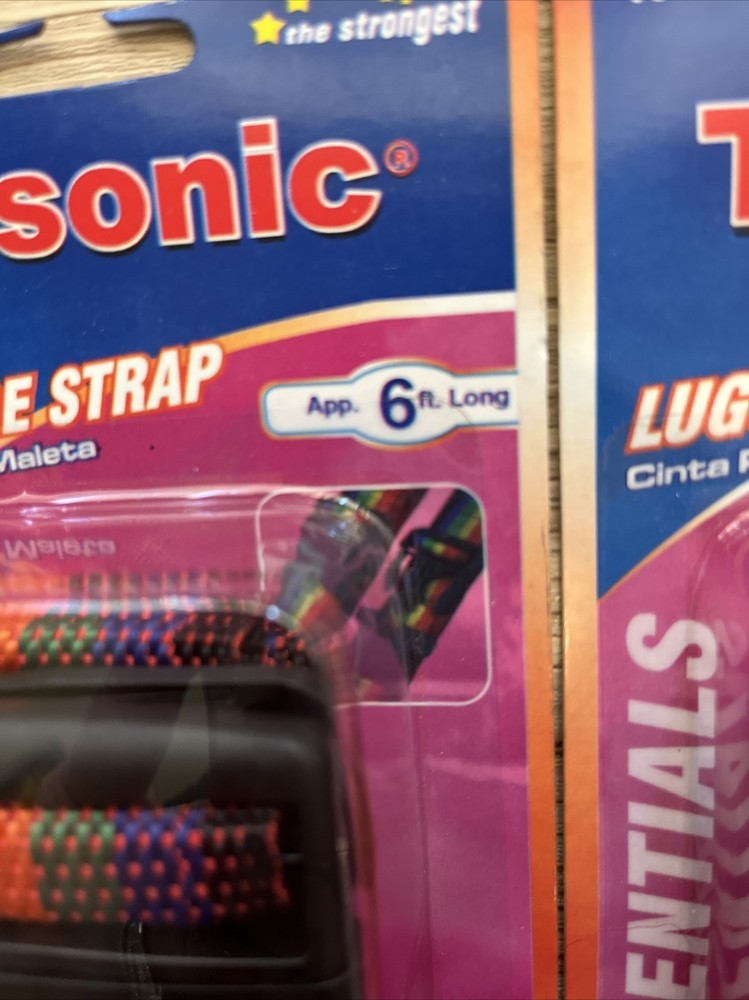 the strongest
sonic®
E STRAP
Maleta
App. 6 ft. Long
Maleta
T
LUG
Cinta
ENTIALS